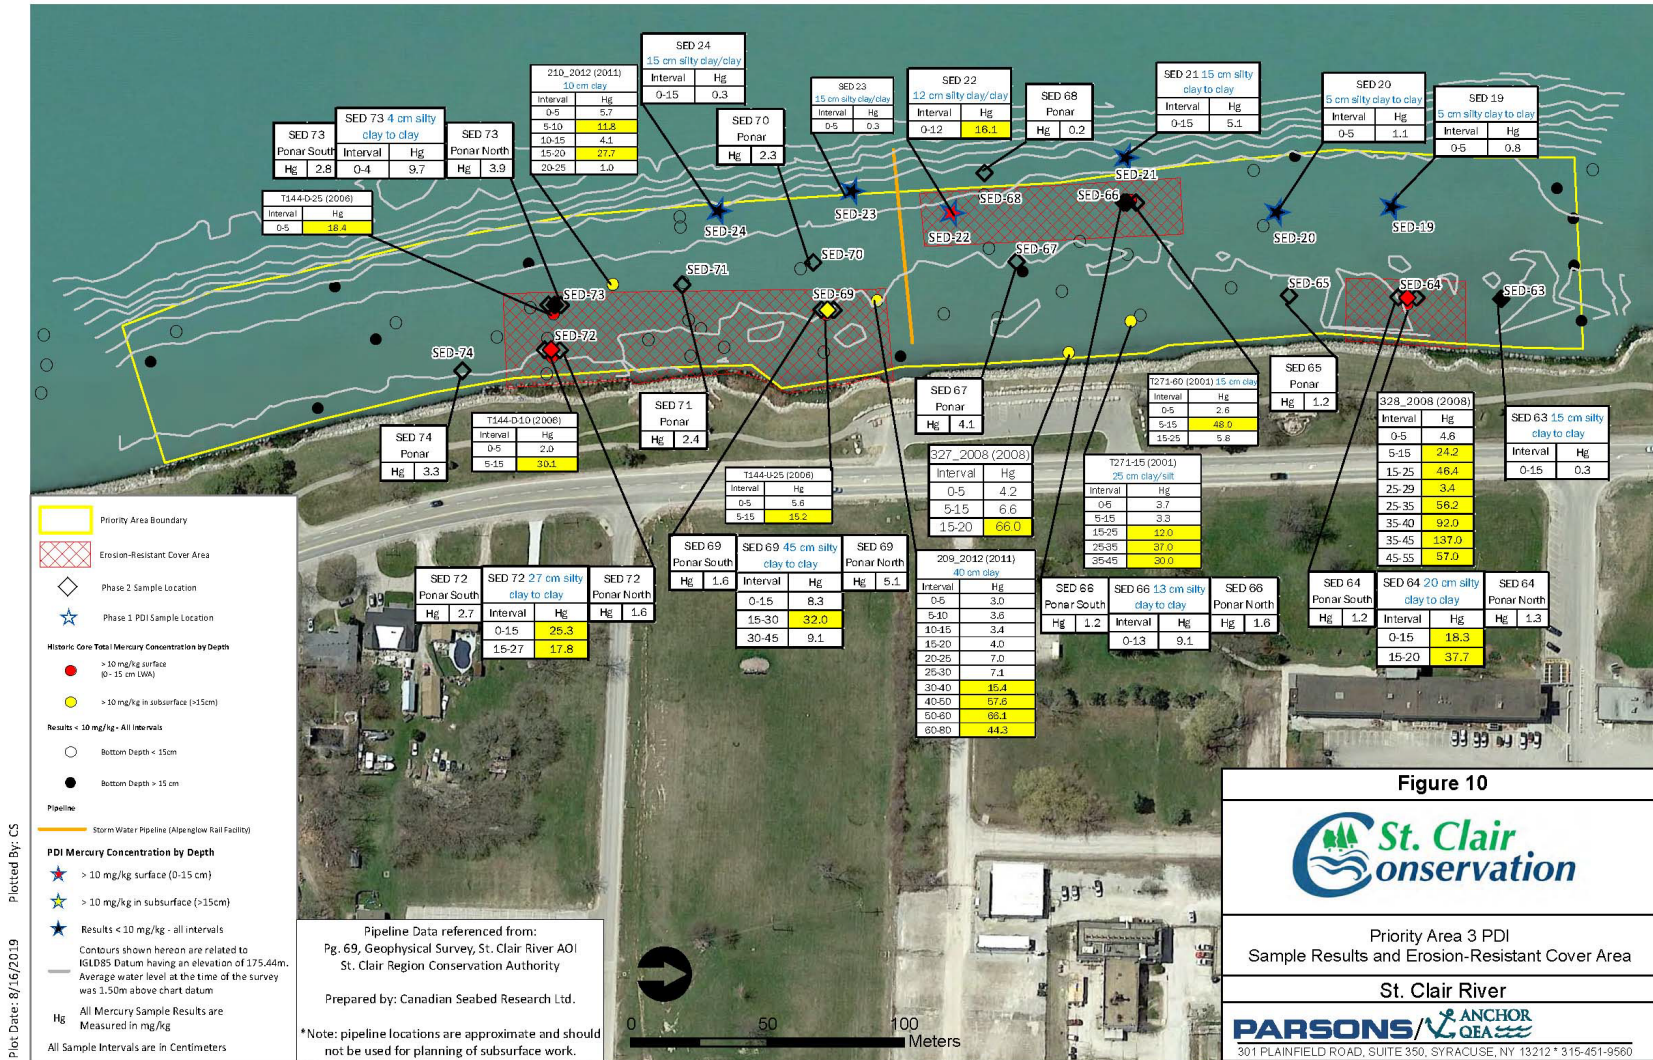 SED 24
15 cm silty clay/clay
Interval Hg
0-15 0.3
210_2012 (2011)
10 cm clay
Interval Hg
0-5 5.7
5-10 11.8
10-15 4.1
15-20 27.7
20-25 1.0
SED 23
15 cm silty clay/clay
Interval Hg
0-5 0.3
SED 22
12 cm silty clay/clay
Interval Hg
0-12 16.1
SED 68
Ponar
Hg 0.2
SED 21 15 cm silty
clay to clay
Interval Hg
0-15 5.1
SED 20
5 cm silty clay to clay
Interval Hg
0-5 1.1
SED 19
5 cm silty clay to clay
Interval Hg
0-5 0.8
SED 73
Ponar South
Hg 2.8
SED 73 4 cm silty
clay to clay
Interval Hg
0-4 9.7
SED 73
Ponar North
Hg 3.9
SED 70
Ponar
Hg 2.3
T144-D-25 (2006)
Interval Hg
0-5 18.4
SED-24
SED-23
SED-22
SED-68
SED-21
SED-66
SED-20
SED-19
SED-73
SED-71
SED-70
SED-67
SED-69
SED-65
SED-64
SED-63
SED-72
SED-74
SED 74
Ponar
Hg 3.3
T144-D-10 (2006)
Interval Hg
0-5 2.0
5-15 30.1
SED 71
Ponar
Hg 2.4
SED 67
Ponar
Hg 4.1
T271-60 (2001) 15 cm clay
Interval Hg
0-5 2.6
5-15 48.0
15-25 5.8
SED 65
Ponar
Hg 1.2
328_2008 (2008)
Interval Hg
0-5 4.6
5-15 24.2
15-25 46.4
25-29 3.4
25-35 56.2
35-40 92.0
35-45 137.0
45-55 57.0
SED 63 15 cm silty
clay to clay
Interval Hg
0-15 0.3
T144-U-25 (2006)
Interval Hg
0-5 5.6
5-15 15.2
327_2008 (2008)
Interval Hg
0-5 4.2
5-15 6.6
15-20 66.0
T271-15 (2001)
25 cm clay/silt
Interval Hg
0-5 3.7
5-15 3.3
15-25 12.0
25-35 37.0
35-45 30.0
SED 72
Ponar South
Hg 2.7
SED 72 27 cm silty
clay to clay
Interval Hg
0-15 25.3
15-27 17.8
SED 72
Ponar North
Hg 1.6
SED 69
Ponar South
Hg 1.6
SED 69 45 cm silty
clay to clay
Interval Hg
0-15 8.3
15-30 32.0
30-45 9.1
SED 69
Ponar North
Hg 5.1
209_2012 (2011)
40 cm clay
Interval Hg
0-5 3.0
5-10 3.6
10-15 3.4
15-20 4.0
20-25 7.0
25-30 7.1
30-40 15.4
40-50 57.6
50-60 66.1
60-80 44.3
SED 66
Ponar South
Hg 1.2
SED 66 13 cm silty
clay to clay
Interval Hg
0-13 9.1
SED 66
Ponar North
Hg 1.6
SED 64
Ponar South
Hg 1.2
SED 64 20 cm silty
clay to clay
Interval Hg
0-15 18.3
15-20 37.7
SED 64
Ponar North
Hg 1.3
Priority Area Boundary
Erosion-Resistant Cover Area
Phase 2 Sample Location
Phase 1 PDI Sample Location
Historic Core Total Mercury Concentration by Depth
> 10 mg/kg surface
(0 - 15 cm LWA)
> 10 mg/kg in subsurface (>15cm)
Results < 10 mg/kg - All Intervals
Bottom Depth < 15cm
Bottom Depth > 15 cm
Pipeline
Storm Water Pipeline (Alpenglow Rail Facility)
PDI Mercury Concentration by Depth
> 10 mg/kg surface (0-15 cm)
> 10 mg/kg in subsurface (>15cm)
Results < 10 mg/kg - all intervals
Contours shown hereon are related to
IGLD85 Datum having an elevation of 175.44m.
Average water level at the time of the survey
was 1.50m above chart datum
Hg All Mercury Sample Results are
Measured in mg/kg
All Sample Intervals are in Centimeters
Plot Date: 8/16/2019 Plotted By: CS
Pipeline Data referenced from:
Pg. 69, Geophysical Survey, St. Clair River AOI
St. Clair Region Conservation Authority
Prepared by: Canadian Seabed Research Ltd.
*Note: pipeline locations are approximate and should
not be used for planning of subsurface work.
0 50 100
Meters
Figure 10
St. Clair
Conservation
Priority Area 3 PDI
Sample Results and Erosion-Resistant Cover Area
St. Clair River
PARSONS/ ANCHOR
QEA
301 PLAINFIELD ROAD, SUITE 350, SYRACUSE, NY 13212 * 315-451-9560